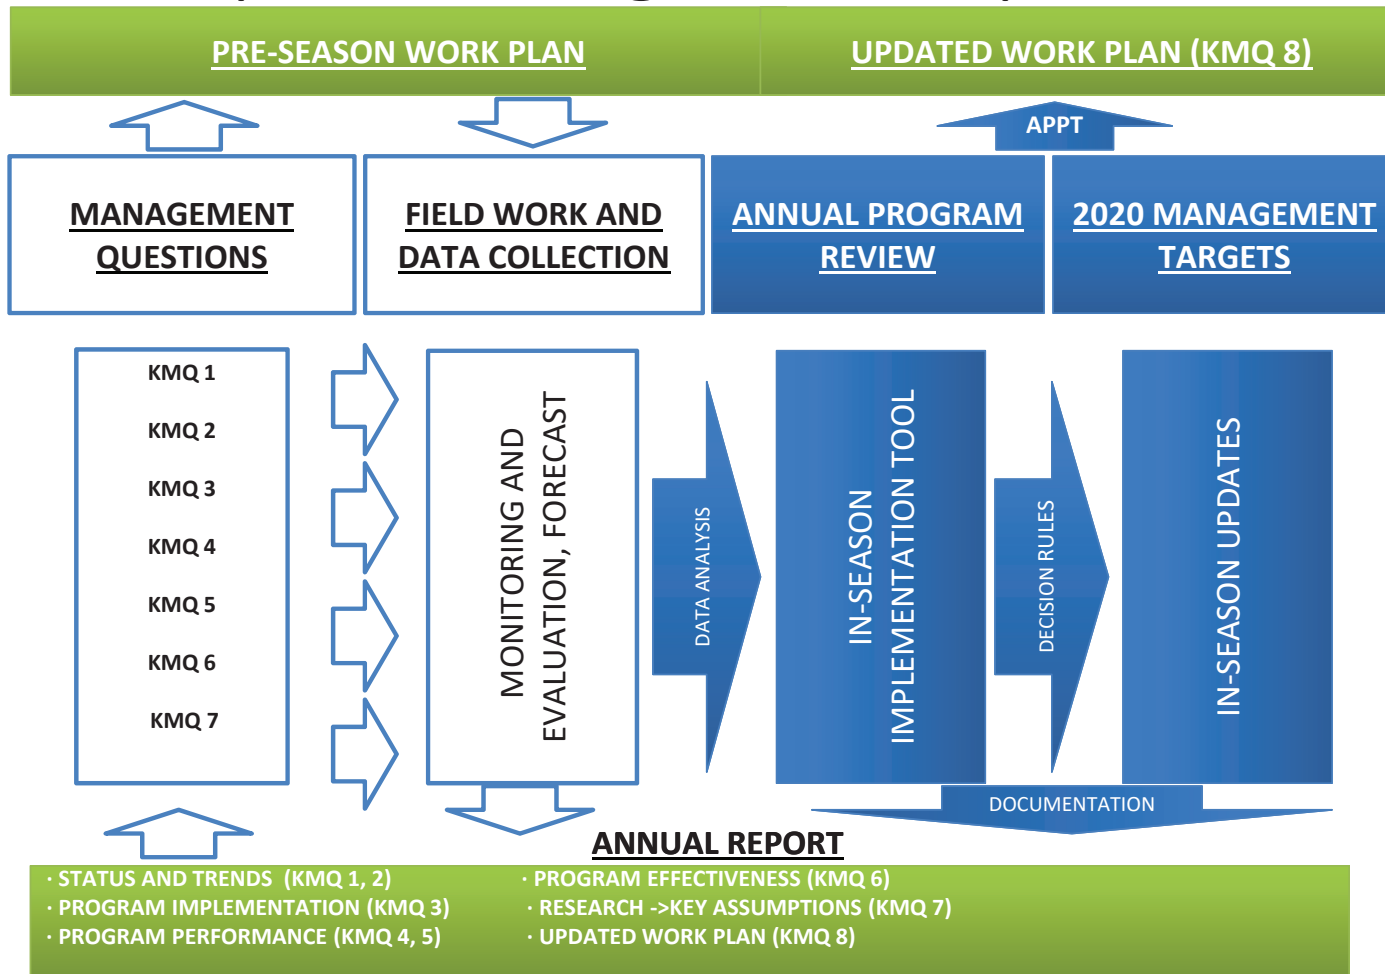 PRE-SEASON WORK PLAN
UPDATED WORK PLAN (KMQ 8)
APPT
MANAGEMENT
QUESTIONS
FIELD WORK AND
DATA COLLECTION
ANNUAL PROGRAM
REVIEW
2020 MANAGEMENT
TARGETS
KMQ 1
KMQ 2
KMQ 3
KMQ 4
KMQ 5
KMQ 6
KMQ 7
MONITORING AND
EVALUATION, FORECAST
DATA ANALYSIS
IN-SEASON
IMPLEMENTATION TOOL
DECISION RULES
IN-SEASON UPDATES
DOCUMENTATION
ANNUAL REPORT
· STATUS AND TRENDS (KMQ 1, 2)
· PROGRAM IMPLEMENTATION (KMQ 3)
· PROGRAM PERFORMANCE (KMQ 4, 5)
· PROGRAM EFFECTIVENESS (KMQ 6)
· RESEARCH ->KEY ASSUMPTIONS (KMQ 7)
· UPDATED WORK PLAN (KMQ 8)